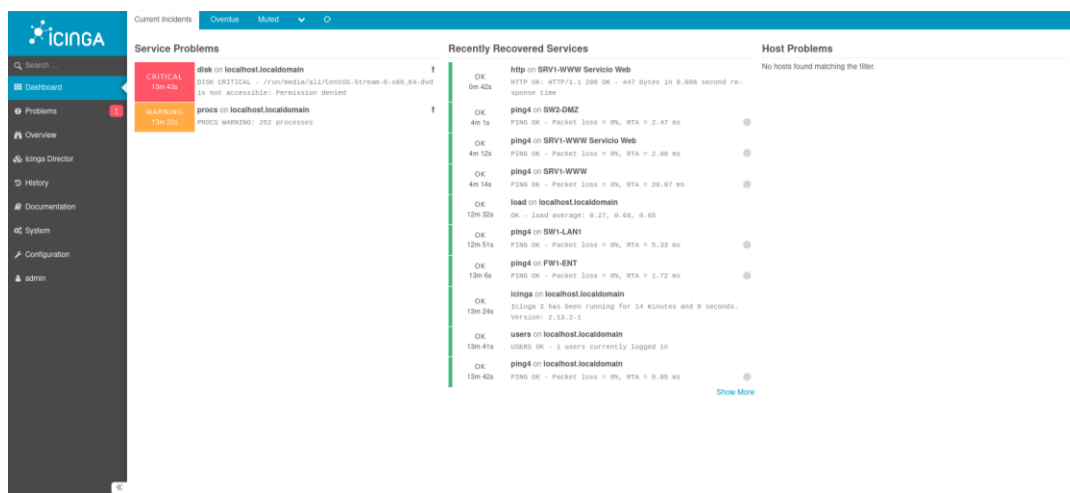 icinga
Search ...
Dashboard
Problems 1
Overview
Icinga Director
History
Documentation
System
Configuration
admin
Current Incidents Overdue Muted
Service Problems
CRITICAL
13m 43s
disk on localhost.localdomain
DISK CRITICAL - /run/media/ali/CentOS-Stream-8-x86_64-dvd
is not accessible: Permission denied
WARNING
13m 22s
procs on localhost.localdomain
PROCS WARNING: 252 processes
Recently Recovered Services
OK
0m 42s
http on SRV1-WWW Servicio Web
HTTP OK: HTTP/1.1 200 OK - 447 bytes in 0.008 second re-
sponse time
OK
4m 1s
ping4 on SW2-DMZ
PING OK - Packet loss = 0%, RTA = 2.47 ms
OK
4m 12s
ping4 on SRV1-WWW Servicio Web
PING OK - Packet loss = 0%, RTA = 2.96 ms
OK
4m 14s
ping4 on SRV1-WWW
PING OK - Packet loss = 0%, RTA = 20.07 ms
OK
12m 32s
load on localhost.localdomain
OK - load average: 0.27, 0.68, 0.65
OK
12m 51s
ping4 on SW1-LAN1
PING OK - Packet loss = 0%, RTA = 5.33 ms
OK
13m 6s
ping4 on FW1-ENT
PING OK - Packet loss = 0%, RTA = 1.72 ms
OK
13m 24s
icinga on localhost.localdomain
Icinga 2 has been running for 14 minutes and 9 seconds.
Version: 2.13.2-1
OK
13m 41s
users on localhost.localdomain
USERS OK - 1 users currently logged in
OK
13m 42s
ping4 on localhost.localdomain
PING OK - Packet loss = 0%, RTA = 0.05 ms
Show More
Host Problems
No hosts found matching the filter.